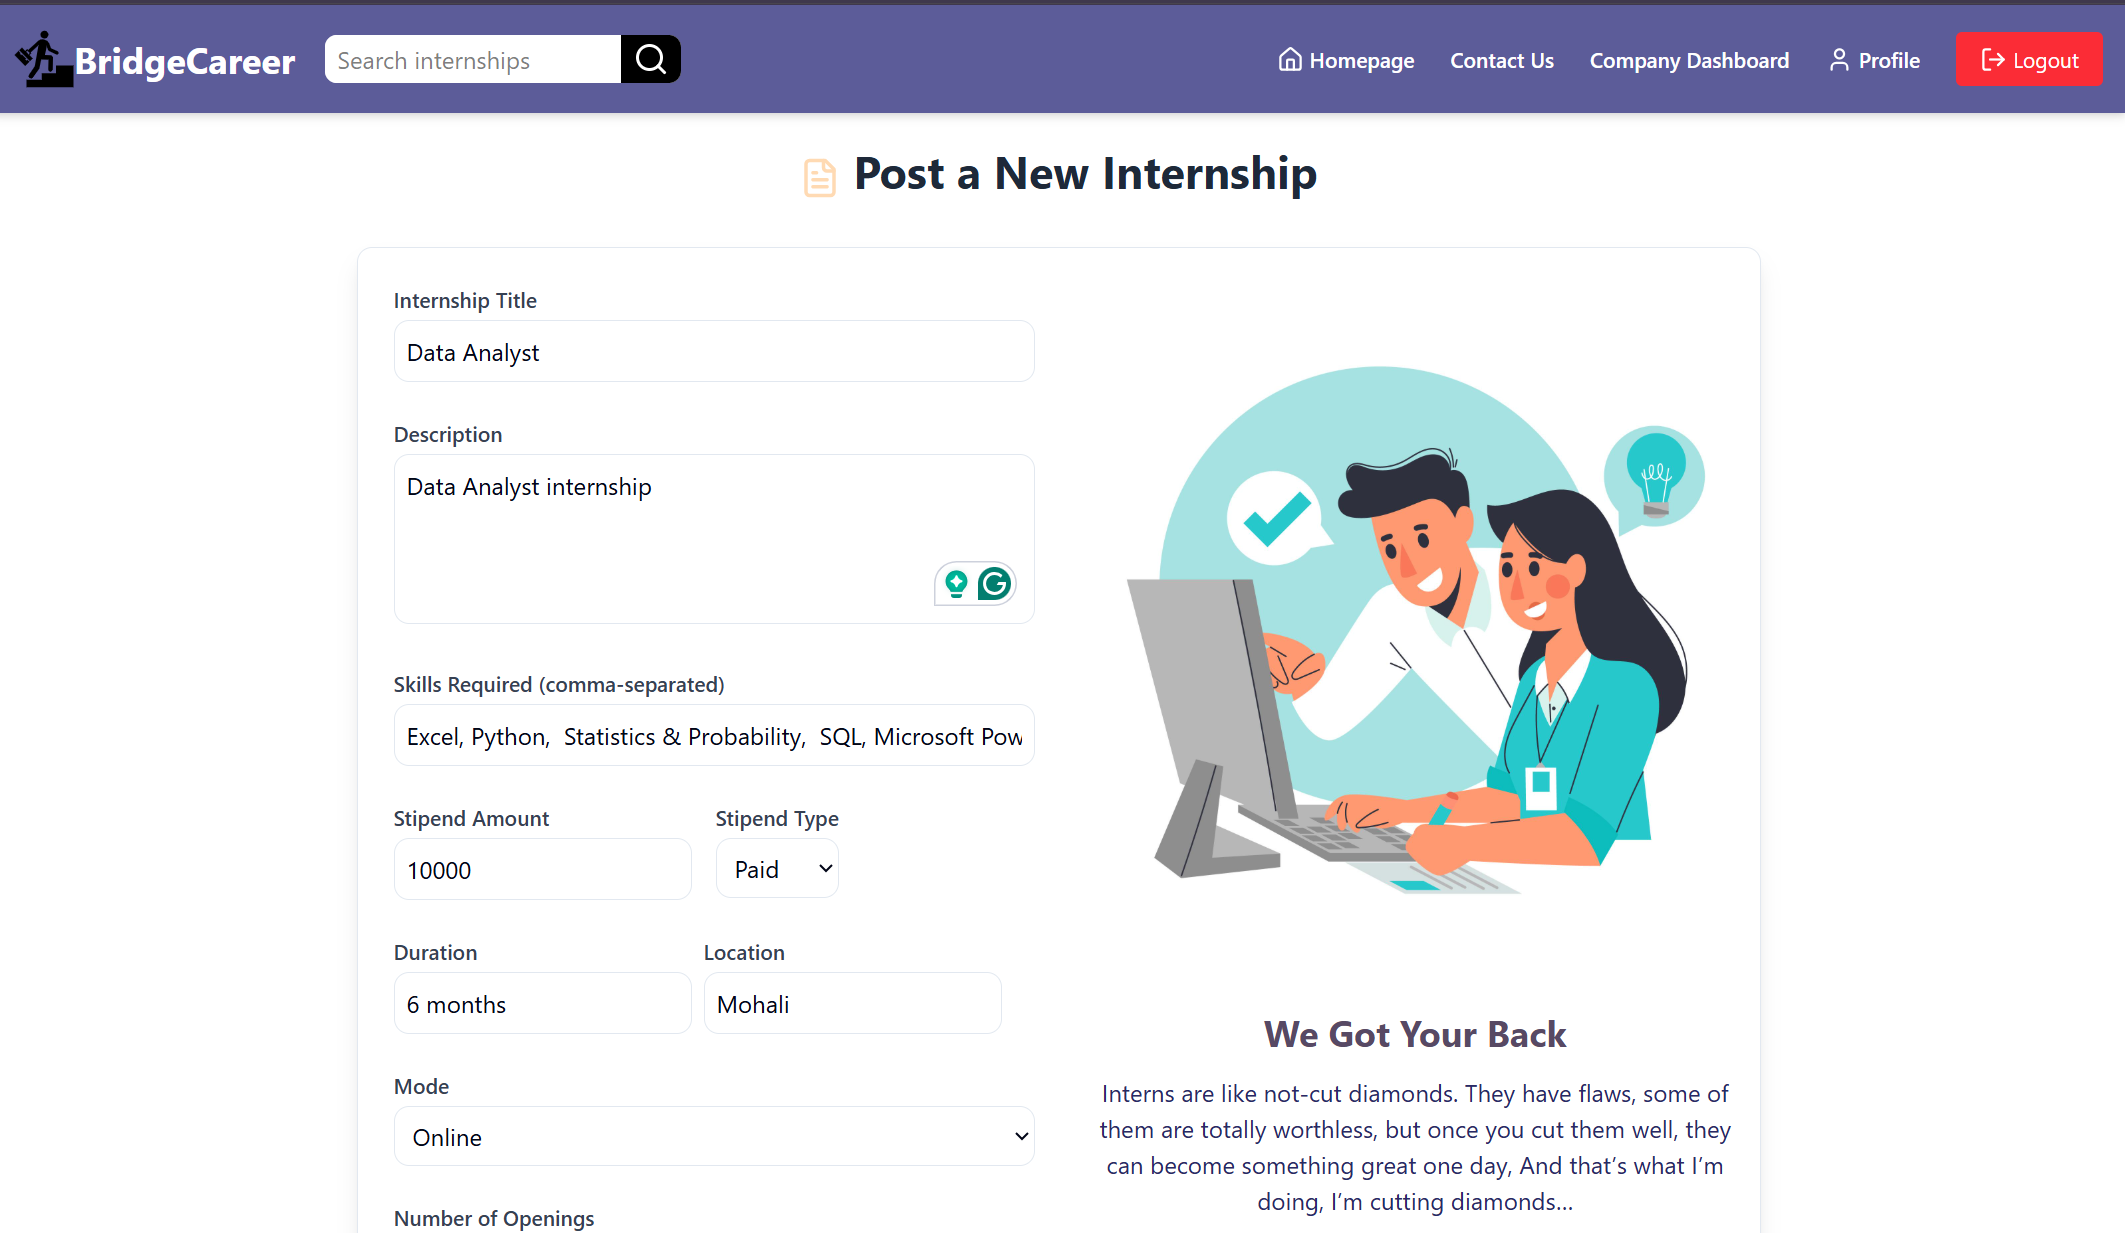 BridgeCareer
Search internships
Homepage
Contact Us
Company Dashboard
Profile
Logout
Post a New Internship
Internship Title
Data Analyst
Description
Data Analyst internship
Skills Required (comma-separated)
Excel, Python,  Statistics & Probability,  SQL, Microsoft Pow
Stipend Amount
Stipend Type
10000
Paid
Duration
Location
6 months
Mohali
Mode
Online
Number of Openings
We Got Your Back
Interns are like not-cut diamonds. They have flaws, some of
them are totally worthless, but once you cut them well, they
can become something great one day, And that’s what I’m
doing, I’m cutting diamonds...